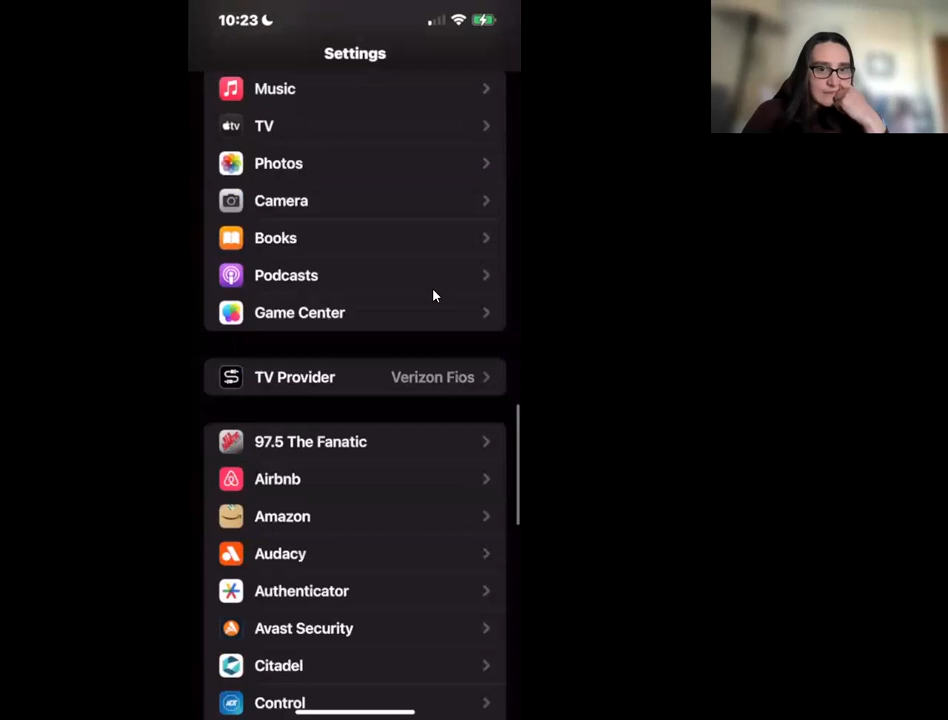 10:23
Settings
Music
tv TV
Photos
Camera
Books
Podcasts
Game Center
TV Provider Verizon Fios
97.5 The Fanatic
Airbnb
Amazon
Audacy
Authenticator
Avast Security
Citadel
Control